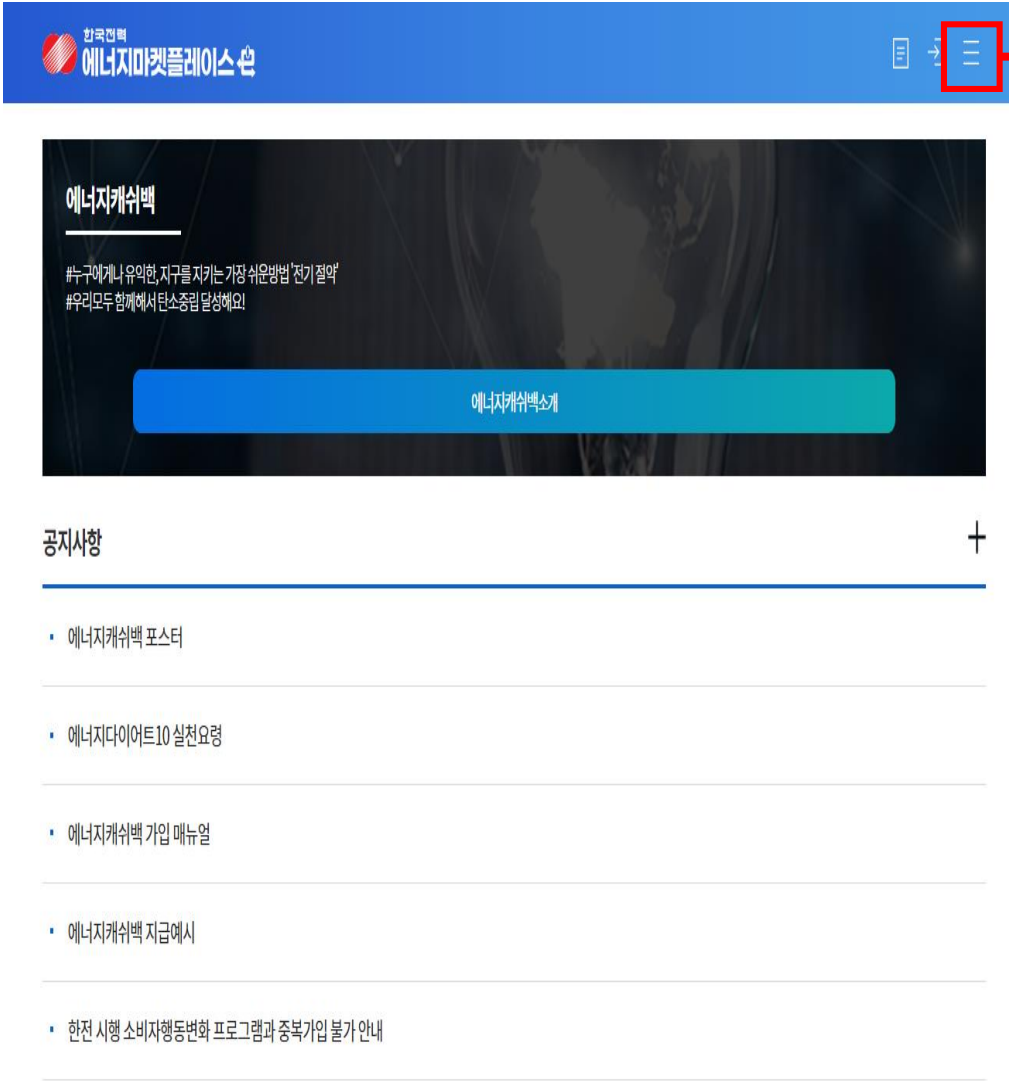 한국전력
에너지마켓플레이스
에너지캐쉬백
#누구에게나 유익한, 지구를 지키는 가장 쉬운방법 '전기 절약'
#우리모두 함께해서 탄소중립 달성해요!
에너지캐쉬백소개
공지사항
에너지캐쉬백 포스터
에너지다이어트10 실천요령
에너지캐쉬백 가입 매뉴얼
에너지캐쉬백 지급예시
한전 시행 소비자행동변화 프로그램과 중복가입 불가 안내